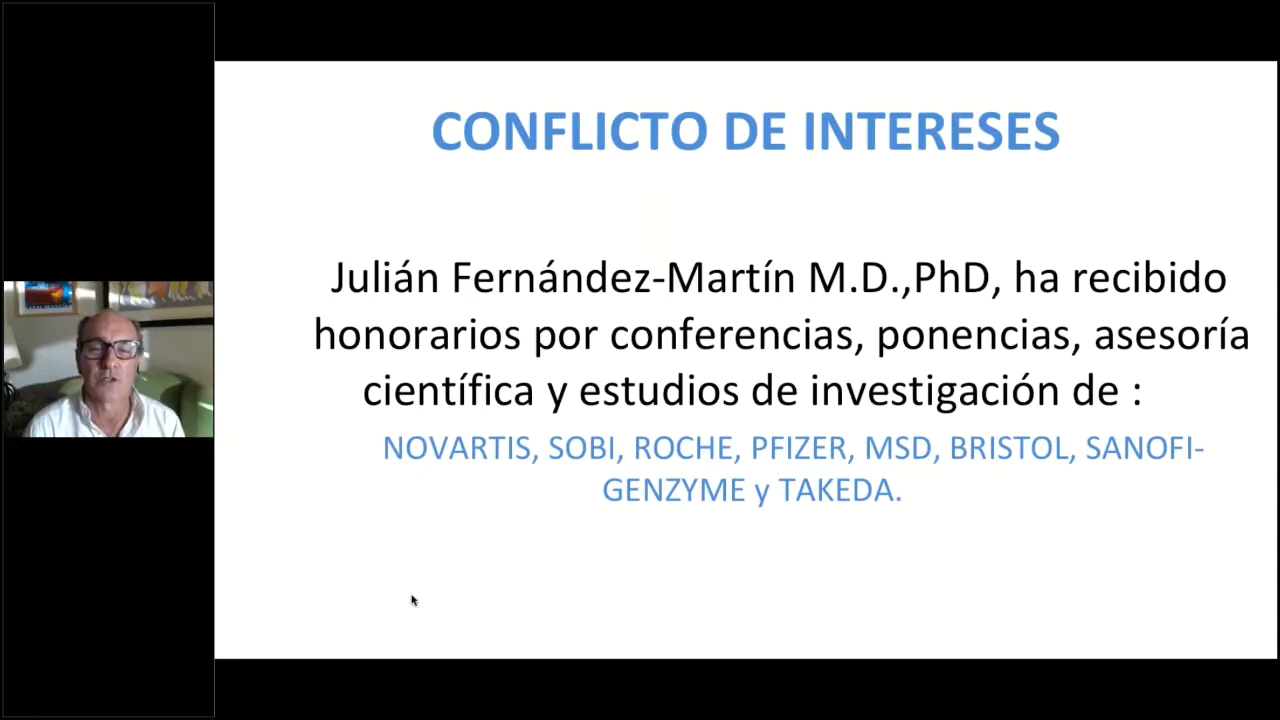 CONFLICTO DE INTERESES
Julián Fernández-Martín M.D.,PhD, ha recibido
honorarios por conferencias, ponencias, asesoría
científica y estudios de investigación de :
NOVARTIS, SOBI, ROCHE, PFIZER, MSD, BRISTOL, SANOFI-
GENZYME y TAKEDA.